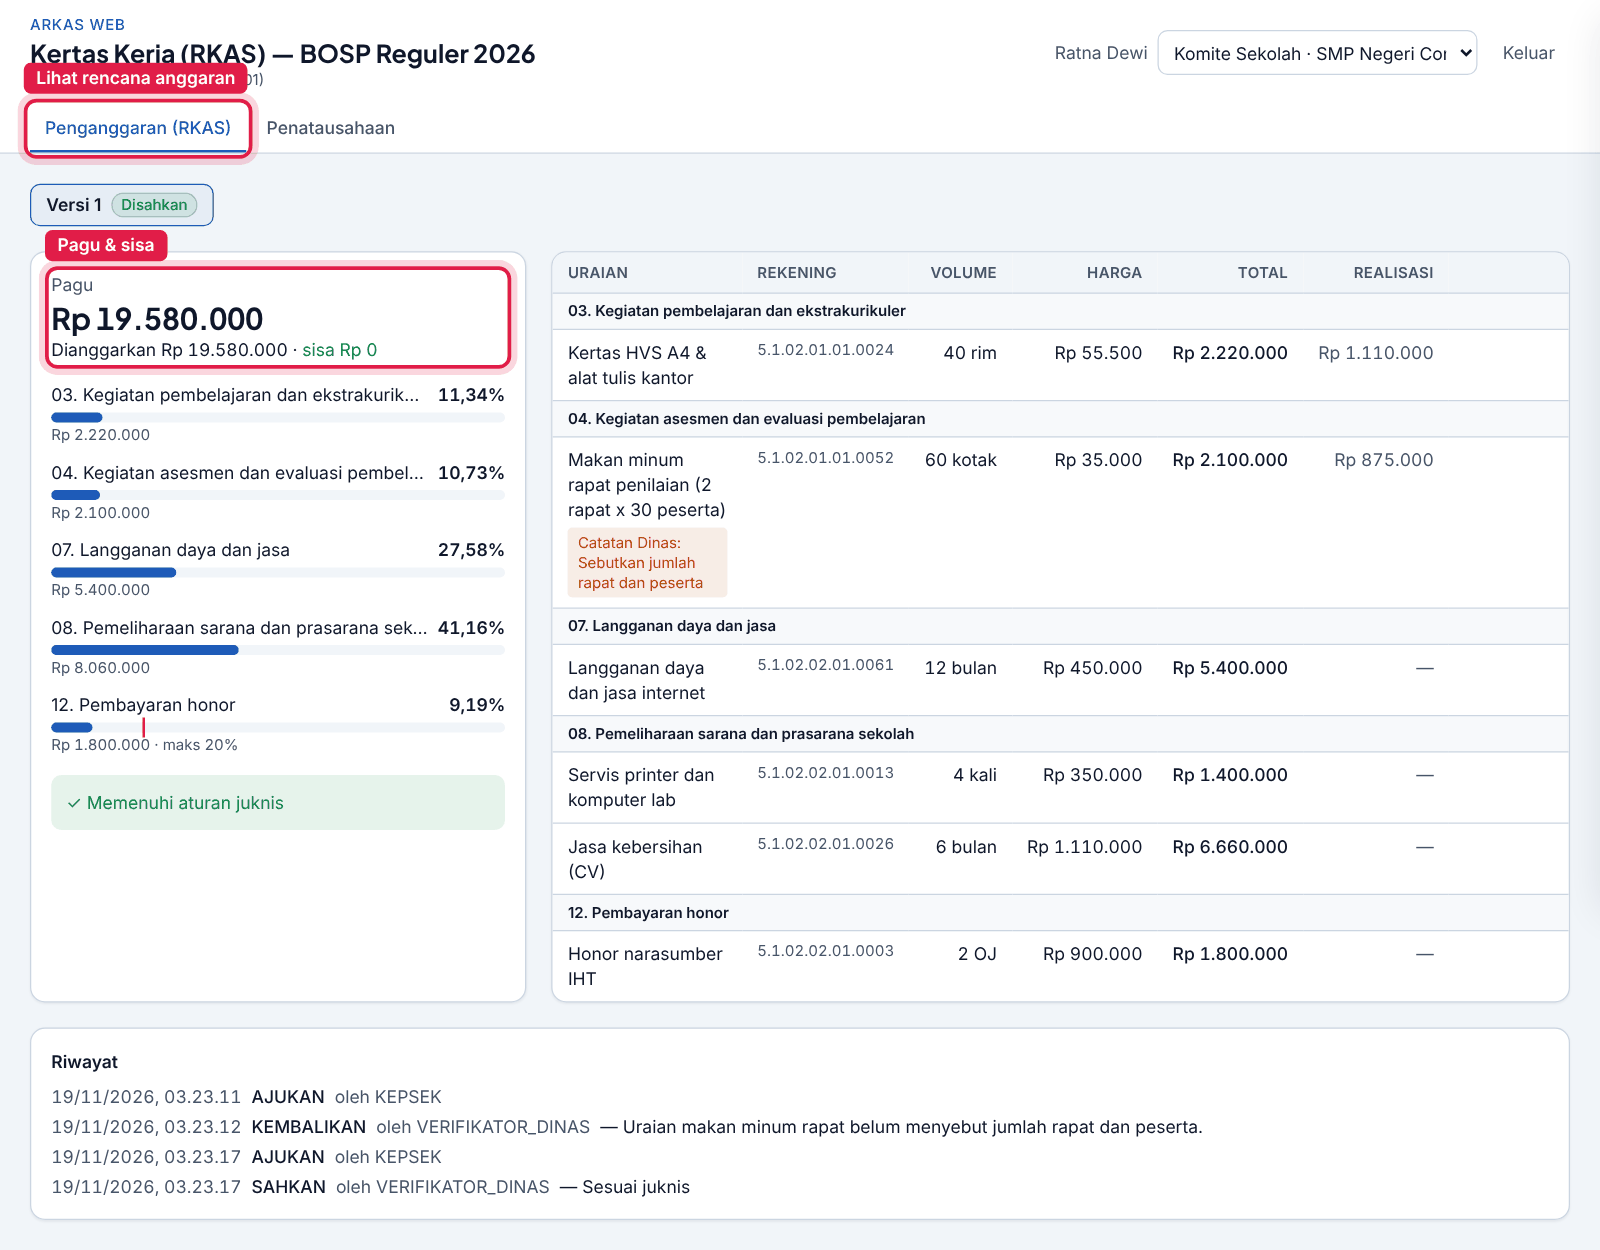 ARKAS WEB
Kertas Kerja (RKAS) — BOSP Reguler 2026
Ratna Dewi
Komite Sekolah · SMP Negeri Cor
Keluar
Lihat rencana anggaran
01)
Penganggaran (RKAS)
Penatausahaan
Versi 1 Disahkan
Pagu & sisa
Pagu
Rp 19.580.000
Dianggarkan Rp 19.580.000 · sisa Rp 0
03. Kegiatan pembelajaran dan ekstrakurik... 11,34%
Rp 2.220.000
04. Kegiatan asesmen dan evaluasi pembel... 10,73%
Rp 2.100.000
07. Langganan daya dan jasa 27,58%
Rp 5.400.000
08. Pemeliharaan sarana dan prasarana sek... 41,16%
Rp 8.060.000
12. Pembayaran honor 9,19%
Rp 1.800.000 · maks 20%
✓ Memenuhi aturan juknis
URAIAN REKENING VOLUME HARGA TOTAL REALISASI
03. Kegiatan pembelajaran dan ekstrakurikuler
Kertas HVS A4 & 5.1.02.01.01.0024 40 rim Rp 55.500 Rp 2.220.000 Rp 1.110.000
alat tulis kantor
04. Kegiatan asesmen dan evaluasi pembelajaran
Makan minum 5.1.02.01.01.0052 60 kotak Rp 35.000 Rp 2.100.000 Rp 875.000
rapat penilaian (2
rapat x 30 peserta)
Catatan Dinas:
Sebutkan jumlah
rapat dan peserta
07. Langganan daya dan jasa
Langganan daya 5.1.02.02.01.0061 12 bulan Rp 450.000 Rp 5.400.000 —
dan jasa internet
08. Pemeliharaan sarana dan prasarana sekolah
Servis printer dan 5.1.02.02.01.0013 4 kali Rp 350.000 Rp 1.400.000 —
komputer lab
Jasa kebersihan 5.1.02.02.01.0026 6 bulan Rp 1.110.000 Rp 6.660.000 —
(CV)
12. Pembayaran honor
Honor narasumber 5.1.02.02.01.0003 2 OJ Rp 900.000 Rp 1.800.000 —
IHT
Riwayat
19/11/2026, 03.23.11 AJUKAN oleh KEPSEK
19/11/2026, 03.23.12 KEMBALIKAN oleh VERIFIKATOR_DINAS — Uraian makan minum rapat belum menyebut jumlah rapat dan peserta.
19/11/2026, 03.23.17 AJUKAN oleh KEPSEK
19/11/2026, 03.23.17 SAHKAN oleh VERIFIKATOR_DINAS — Sesuai juknis